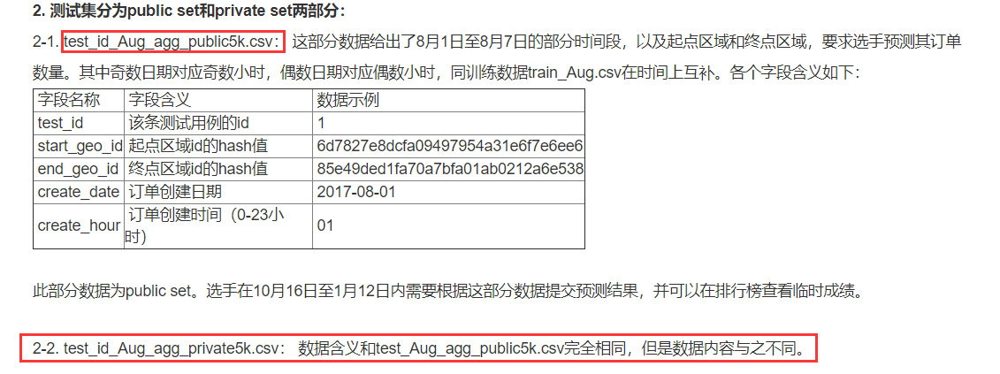 2. 测试集分为public set和private set两部分：
2-1. test_id_Aug_agg_public5k.csv： 这部分数据给出了8月1日至8月7日的部分时间段，以及起点区域和终点区域，要求选手预测其订单
数量。其中奇数日期对应奇数小时，偶数日期对应偶数小时，同训练数据train_Aug.csv在时间上互补。各个字段含义如下：
字段名称 字段含义 数据示例
test_id 该条测试用例的id 1
start_geo_id 起点区域id的hash值 6d7827e8dcfa09497954a31e6f7e6ee6
end_geo_id 终点区域id的hash值 85e49ded1fa70a7bfa01ab0212a6e538
create_date 订单创建日期 2017-08-01
create_hour 订单创建时间（0-23小
时） 01
此部分数据为public set。选手在10月16日至1月12日内需要根据这部分数据提交预测结果，并可以在排行榜查看临时成绩。
2-2. test_id_Aug_agg_private5k.csv： 数据含义和test_Aug_agg_public5k.csv完全相同，但是数据内容与之不同。